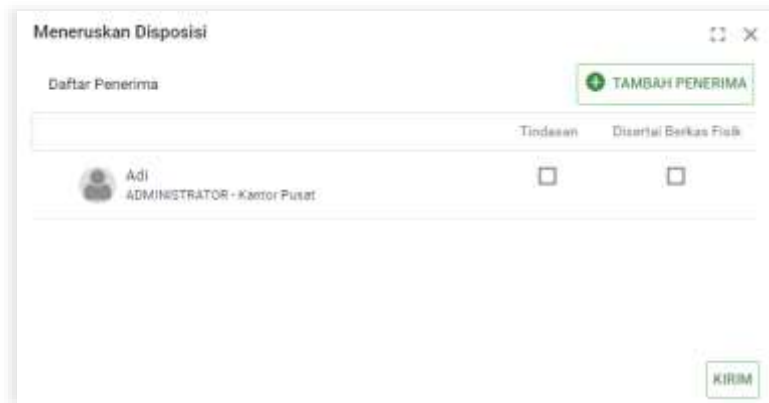 Meneruskan Disposisi
Daftar Penerima
TAMBAH PENERIMA
Tindasan Disertai Berkas Fisik
Adi
ADMINISTRATOR - Kantor Pusat
KIRIM